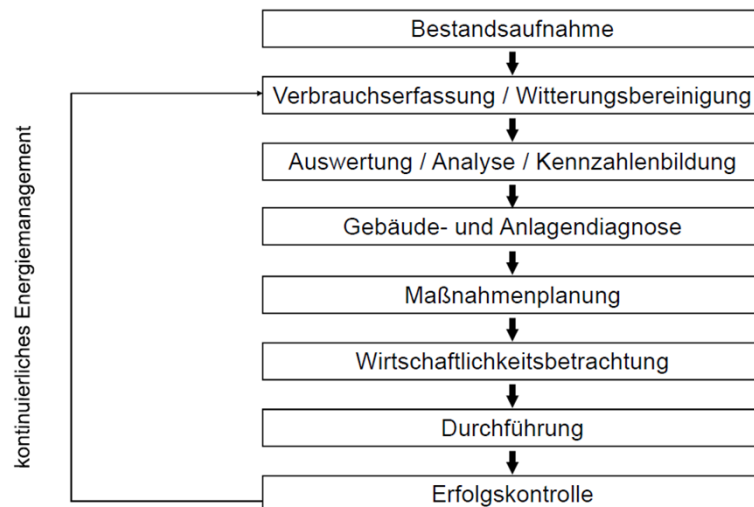 Bestandsaufnahme
Verbrauchserfassung / Witterungsbereinigung
Auswertung / Analyse / Kennzahlenbildung
Gebäude- und Anlagendiagnose
Maßnahmenplanung
Wirtschaftlichkeitsbetrachtung
Durchführung
Erfolgskontrolle
kontinuierliches Energiemanagement